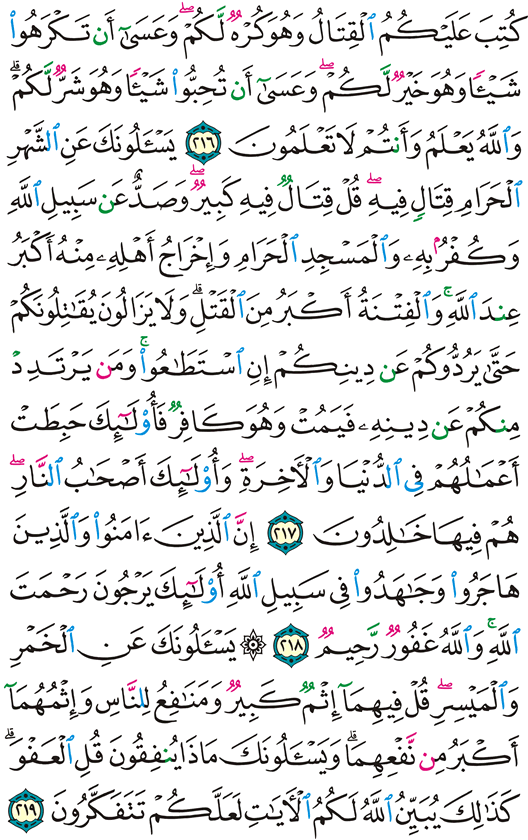 كُتِبَ عَلَيْكُمُ ٱلْقِتَالُ وَهُوَ كُرْهٌ لَّكُمْ ۖ وَعَسَىٰٓ أَن تَكْرَهُوا۟
شَيْـًٔا وَهُوَ خَيْرٌ لَّكُمْ ۖ وَعَسَىٰٓ أَن تُحِبُّوا۟ شَيْـًٔا وَهُوَ شَرٌّ لَّكُمْ ۗ
وَٱللَّهُ يَعْلَمُ وَأَنتُمْ لَا تَعْلَمُونَ ٢١٦ يَسْـَٔلُونَكَ عَنِ ٱلشَّهْرِ
ٱلْحَرَامِ قِتَالٍ فِيهِ ۖ قُلْ قِتَالٌ فِيهِ كَبِيرٌ ۖ وَصَدٌّ عَن سَبِيلِ ٱللَّهِ
وَكُفْرٌۢ بِهِۦ وَٱلْمَسْجِدِ ٱلْحَرَامِ وَإِخْرَاجُ أَهْلِهِۦ مِنْهُ أَكْبَرُ
عِندَ ٱللَّهِ ۚ وَٱلْفِتْنَةُ أَكْبَرُ مِنَ ٱلْقَتْلِ ۗ وَلَا يَزَالُونَ يُقَـٰتِلُونَكُمْ
حَتَّىٰ يَرُدُّوكُمْ عَن دِينِكُمْ إِنِ ٱسْتَطَـٰعُوا۟ ۚ وَمَن يَرْتَدِدْ
مِنكُمْ عَن دِينِهِۦ فَيَمُتْ وَهُوَ كَافِرٌ فَأُو۟لَـٰٓئِكَ حَبِطَتْ
أَعْمَـٰلُهُمْ فِى ٱلدُّنْيَا وَٱلْـَٔاخِرَةِ ۖ وَأُو۟لَـٰٓئِكَ أَصْحَـٰبُ ٱلنَّارِ ۖ
هُمْ فِيهَا خَـٰلِدُونَ ٢١٧ إِنَّ ٱلَّذِينَ ءَامَنُوا۟ وَٱلَّذِينَ
هَاجَرُوا۟ وَجَـٰهَدُوا۟ فِى سَبِيلِ ٱللَّهِ أُو۟لَـٰٓئِكَ يَرْجُونَ رَحْمَتَ
ٱللَّهِ ۚ وَٱللَّهُ غَفُورٌ رَّحِيمٌ ٢١٨ ۞ يَسْـَٔلُونَكَ عَنِ ٱلْخَمْرِ
وَٱلْمَيْسِرِ ۖ قُلْ فِيهِمَآ إِثْمٌ كَبِيرٌ وَمَنَـٰفِعُ لِلنَّاسِ وَإِثْمُهُمَآ
أَكْبَرُ مِن نَّفْعِهِمَا ۗ وَيَسْـَٔلُونَكَ مَاذَا يُنفِقُونَ قُلِ ٱلْعَفْوَ ۗ
كَذَٰلِكَ يُبَيِّنُ ٱللَّهُ لَكُمُ ٱلْـَٔايَـٰتِ لَعَلَّكُمْ تَتَفَكَّرُونَ ٢١٩